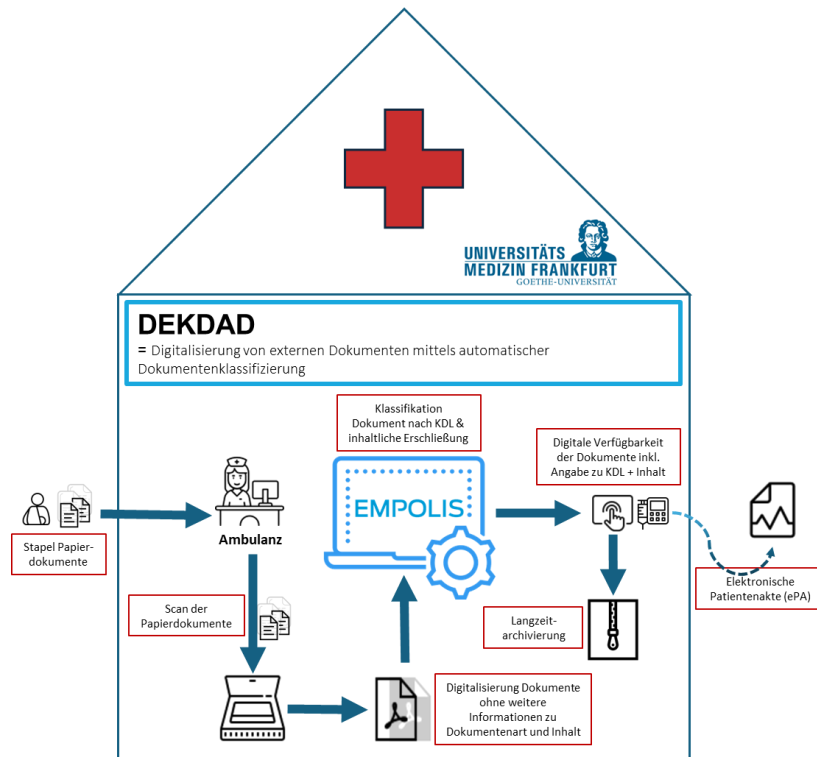 UNIVERSITÄTS
MEDIZIN FRANKFURT
GOETHE-UNIVERSITÄT
DEKDAD
= Digitalisierung von externen Dokumenten mittels automatischer
Dokumentenklassifizierung
Klassifikation
Dokument nach KDL &
inhaltliche Erschließung
Digitale Verfügbarkeit
der Dokumente inkl.
Angabe zu KDL + Inhalt
EMPOLIS
Ambulanz
Stapel Papier-
dokumente
Elektronische
Patientenakte (ePA)
Scan der
Papierdokumente
Langzeit-
archivierung
Digitalisierung Dokumente
ohne weitere
Informationen zu
Dokumentenart und Inhalt